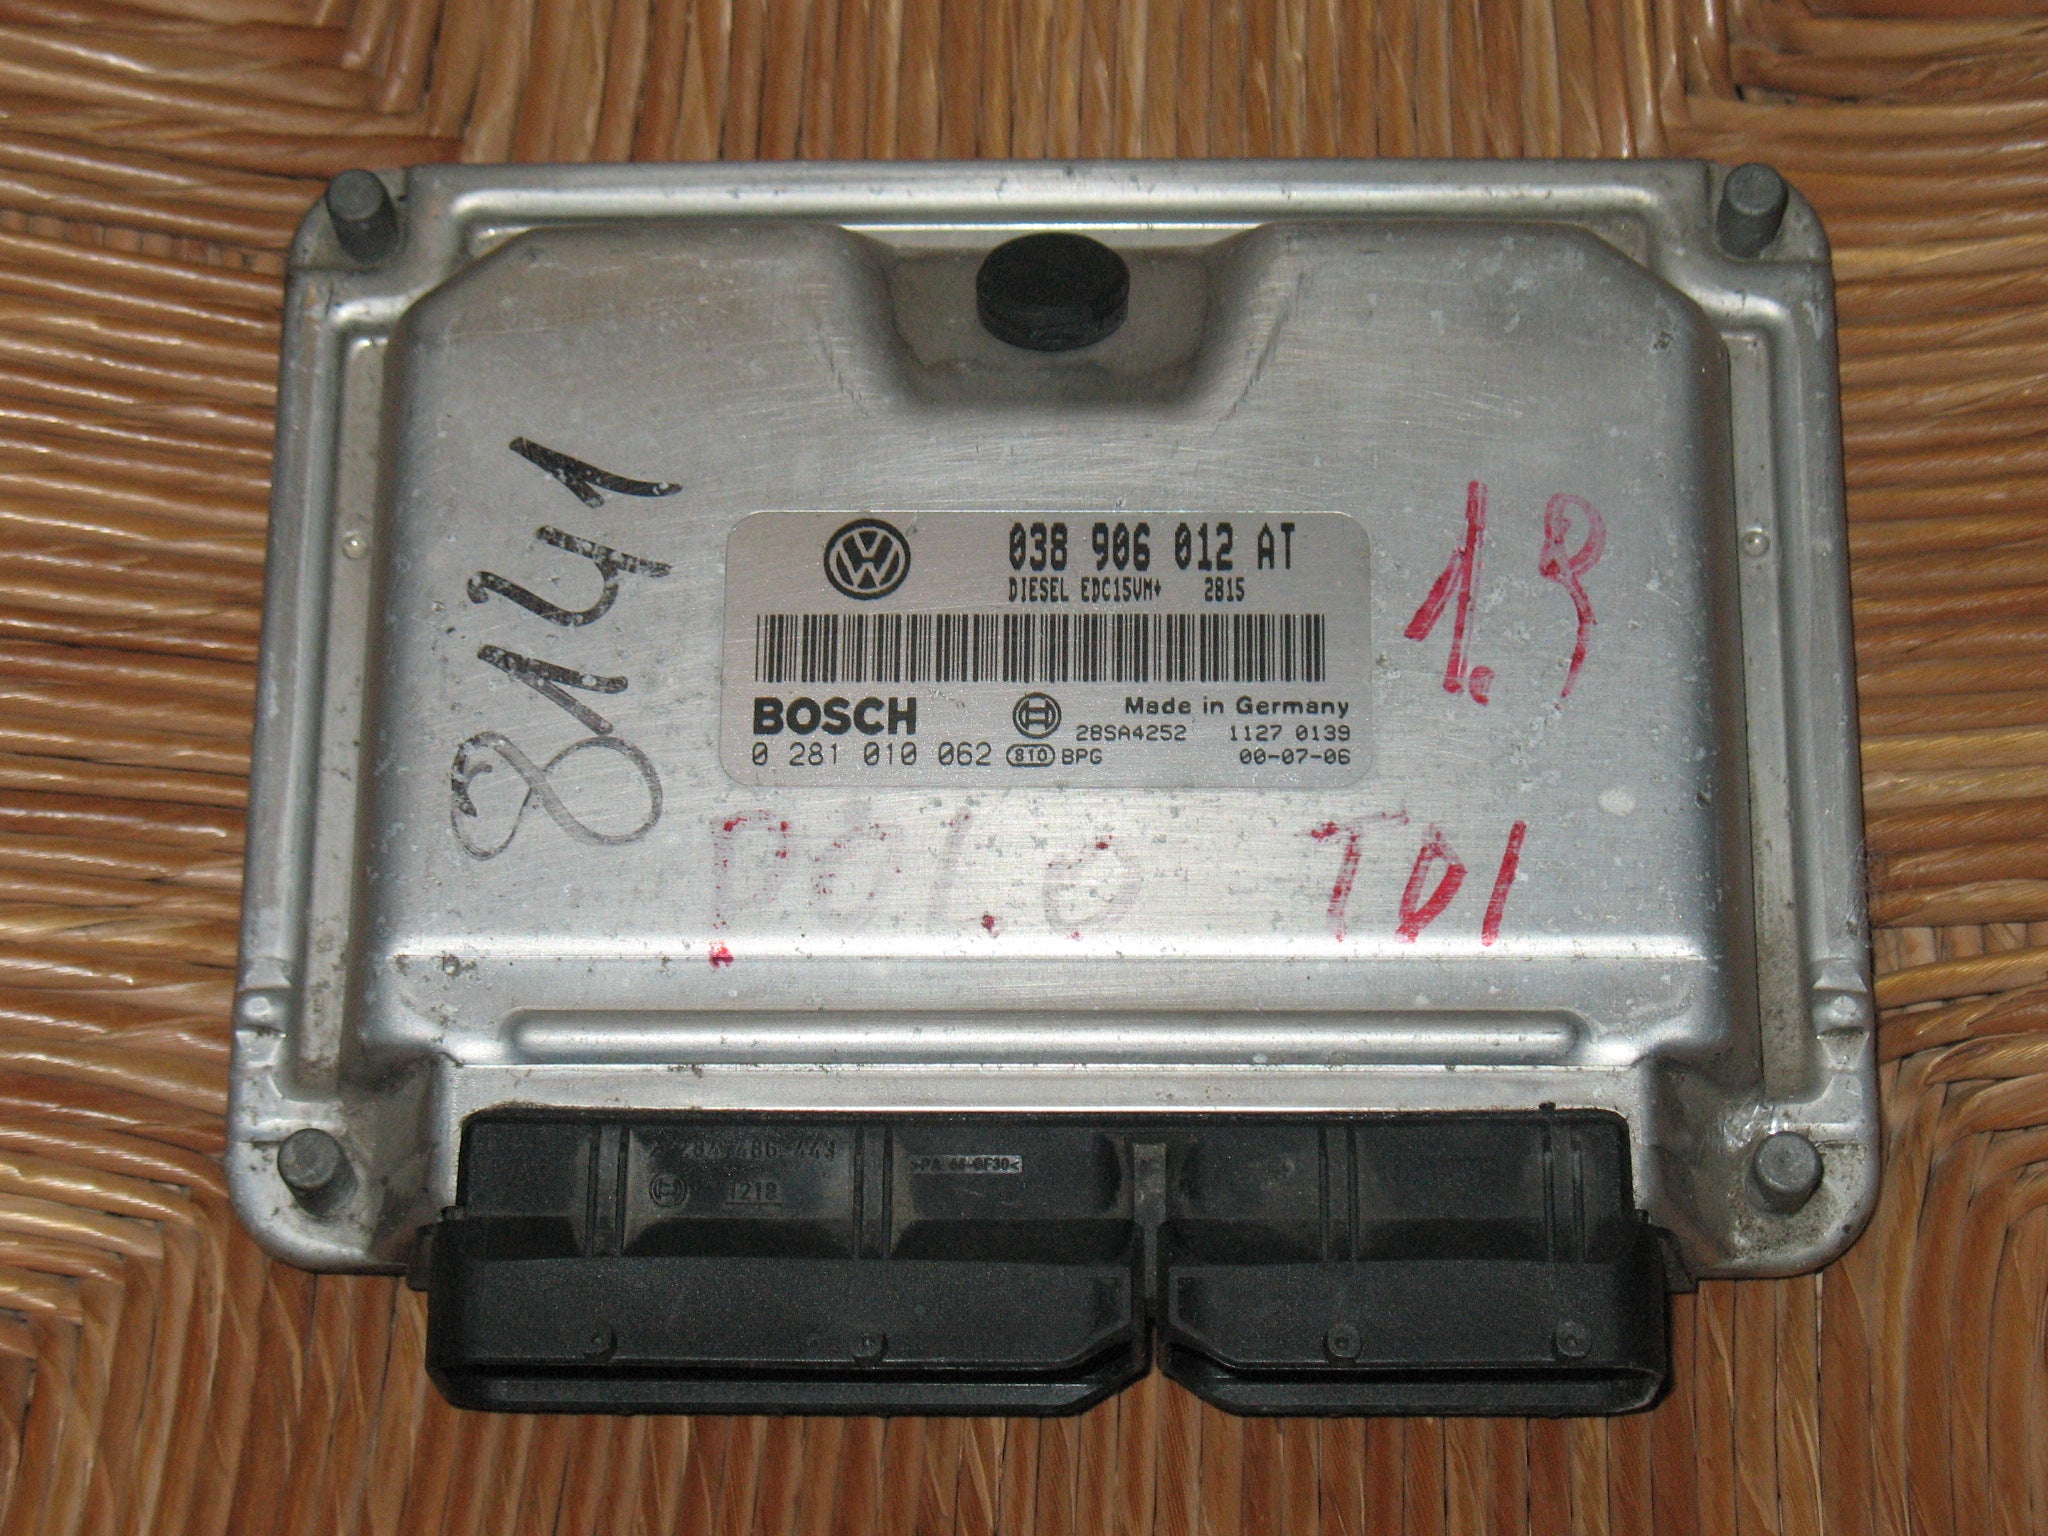 8141
038 906 012 AT
DIESEL EDC15VM+ 2815
1.9
BOSCH
Made in Germany
28SA4252 1127 0139
0 281 010 062 810 BPG 00-07-06
POLO TDI
1218